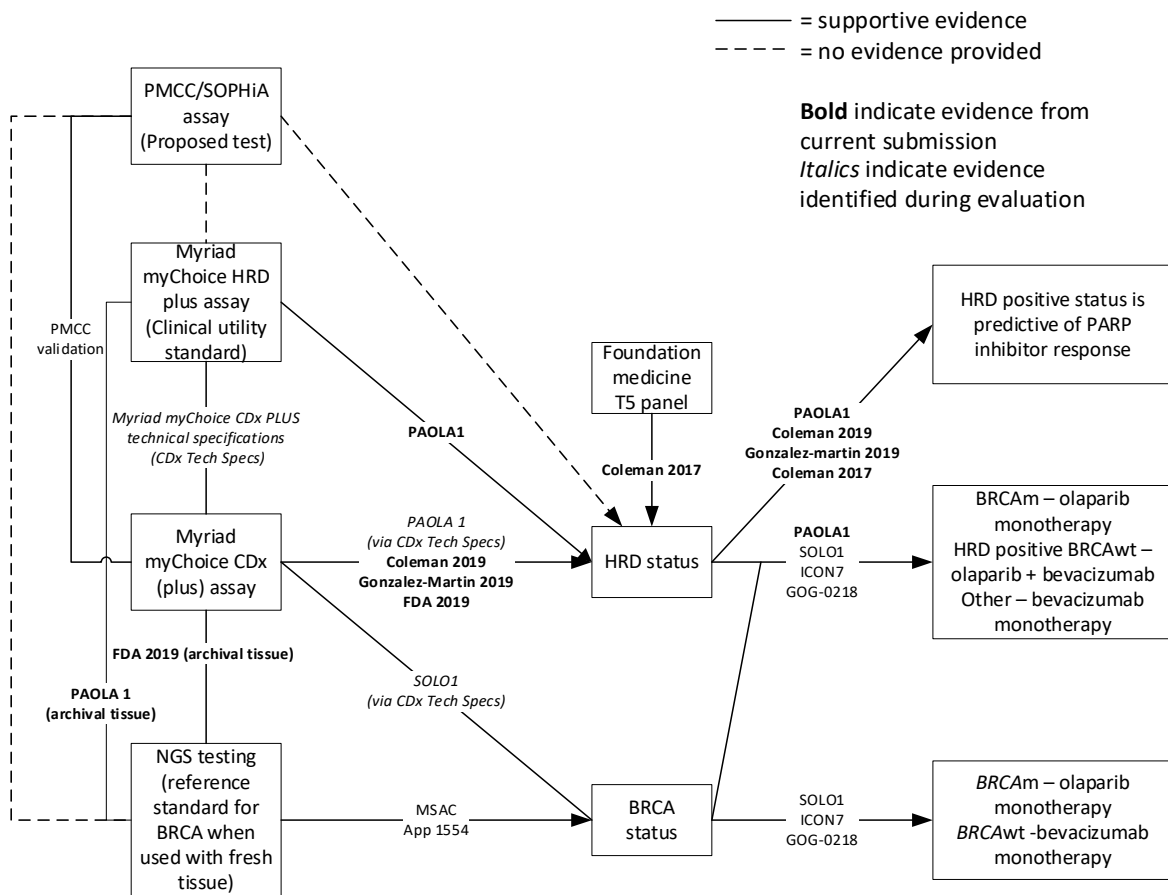 = supportive evidence
= no evidence provided
Bold indicate evidence from
current submission
Italics indicate evidence
identified during evaluation
PMCC/SOPHiA
assay
(Proposed test)
Myriad
myChoice HRD
plus assay
(Clinical utility
standard)
PMCC
validation
Foundation
medicine
T5 panel
HRD positive status is
predictive of PARP
inhibitor response
Myriad myChoice CDx PLUS
technical specifications
(CDx Tech Specs)
PAOLA1
Coleman 2017
PAOLA1
Coleman 2019
Gonzalez-martin 2019
Coleman 2017
Myriad
myChoice CDx
(plus) assay
PAOLA 1
(via CDx Tech Specs)
Coleman 2019
Gonzalez-Martin 2019
FDA 2019
HRD status
PAOLA1
SOLO1
ICON7
GOG-0218
BRCAm – olaparib
monotherapy
HRD positive BRCAwt –
olaparib + bevacizumab
Other – bevacizumab
monotherapy
FDA 2019 (archival tissue)
PAOLA 1
(archival tissue)
SOLO1
(via CDx Tech Specs)
NGS testing
(reference
standard for
BRCA when
used with fresh
tissue)
MSAC
App 1554
BRCA
status
SOLO1
ICON7
GOG-0218
BRCAm – olaparib
monotherapy
BRCAwt -bevacizumab
monotherapy